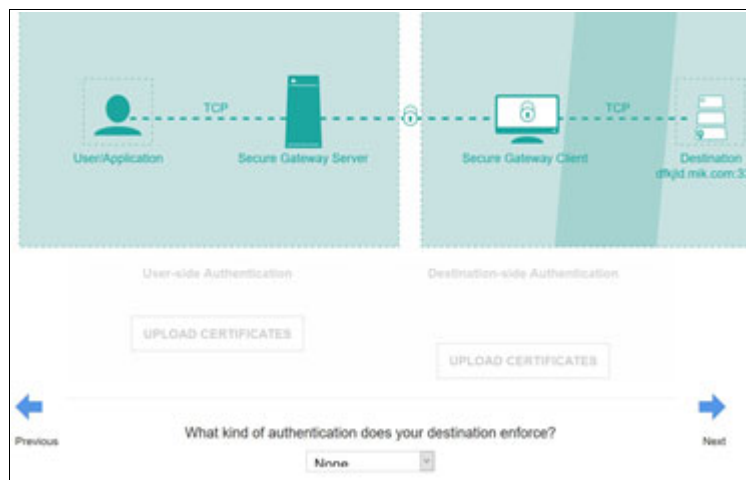 TCP
TCP
User/Application
Secure Gateway Server
Secure Gateway Client
Destination
User-side Authentication
Destination-side Authentication
UPLOAD CERTIFICATES
UPLOAD CERTIFICATES
Previous
What kind of authentication does your destination enforce?
Next
None